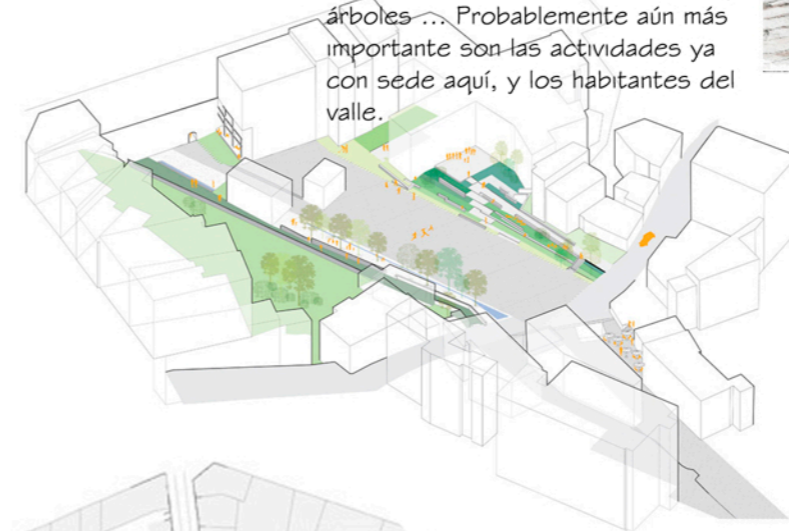 árboles ... Probablemente aún más
importante son las actividades ya
con sede aquí, y los habitantes del
valle.